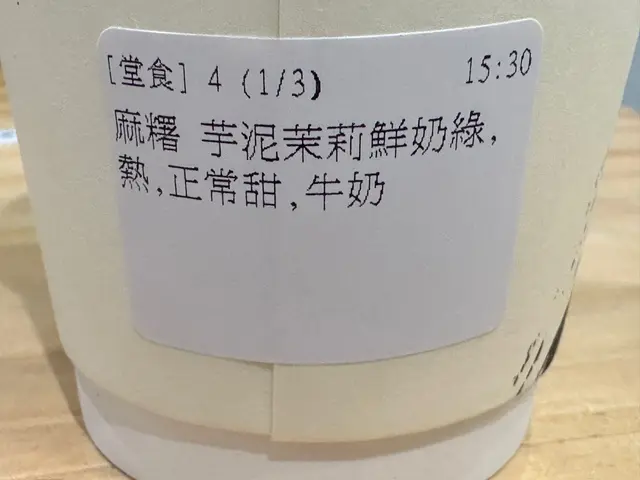 [堂食] 4 (1/3) 15:30
麻糬 芋泥茉莉鮮奶綠,
熱,正常甜,牛奶